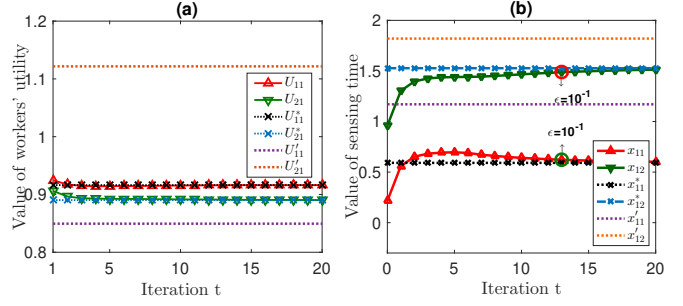 (a)
Value of workers' utility
1.2
1.1
1
0.9
0.8
1 5 10 15 20
Iteration t
U₁₁
U₂₁
U*₁₁
U*₂₁
U′₁₁
U′₂₁
(b)
Value of sensing time
2
1.5
1
0.5
0
0 5 10 15 20
Iteration t
ϵ=10⁻¹
ϵ=10⁻¹
x₁₁
x₁₂
x*₁₁
x*₁₂
x′₁₁
x′₁₂